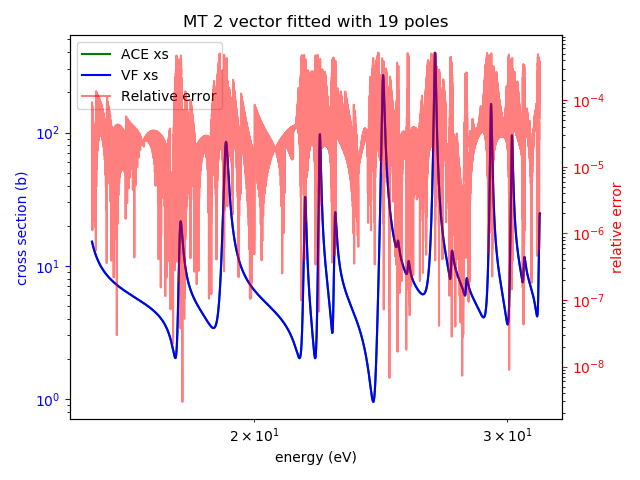 MT 2 vector fitted with 19 poles
ACE xs
VF xs
Relative error
10²
10¹
10⁰
cross section (b)
10⁻⁴
10⁻⁵
10⁻⁶
10⁻⁷
10⁻⁸
relative error
2 × 10¹
3 × 10¹
energy (eV)